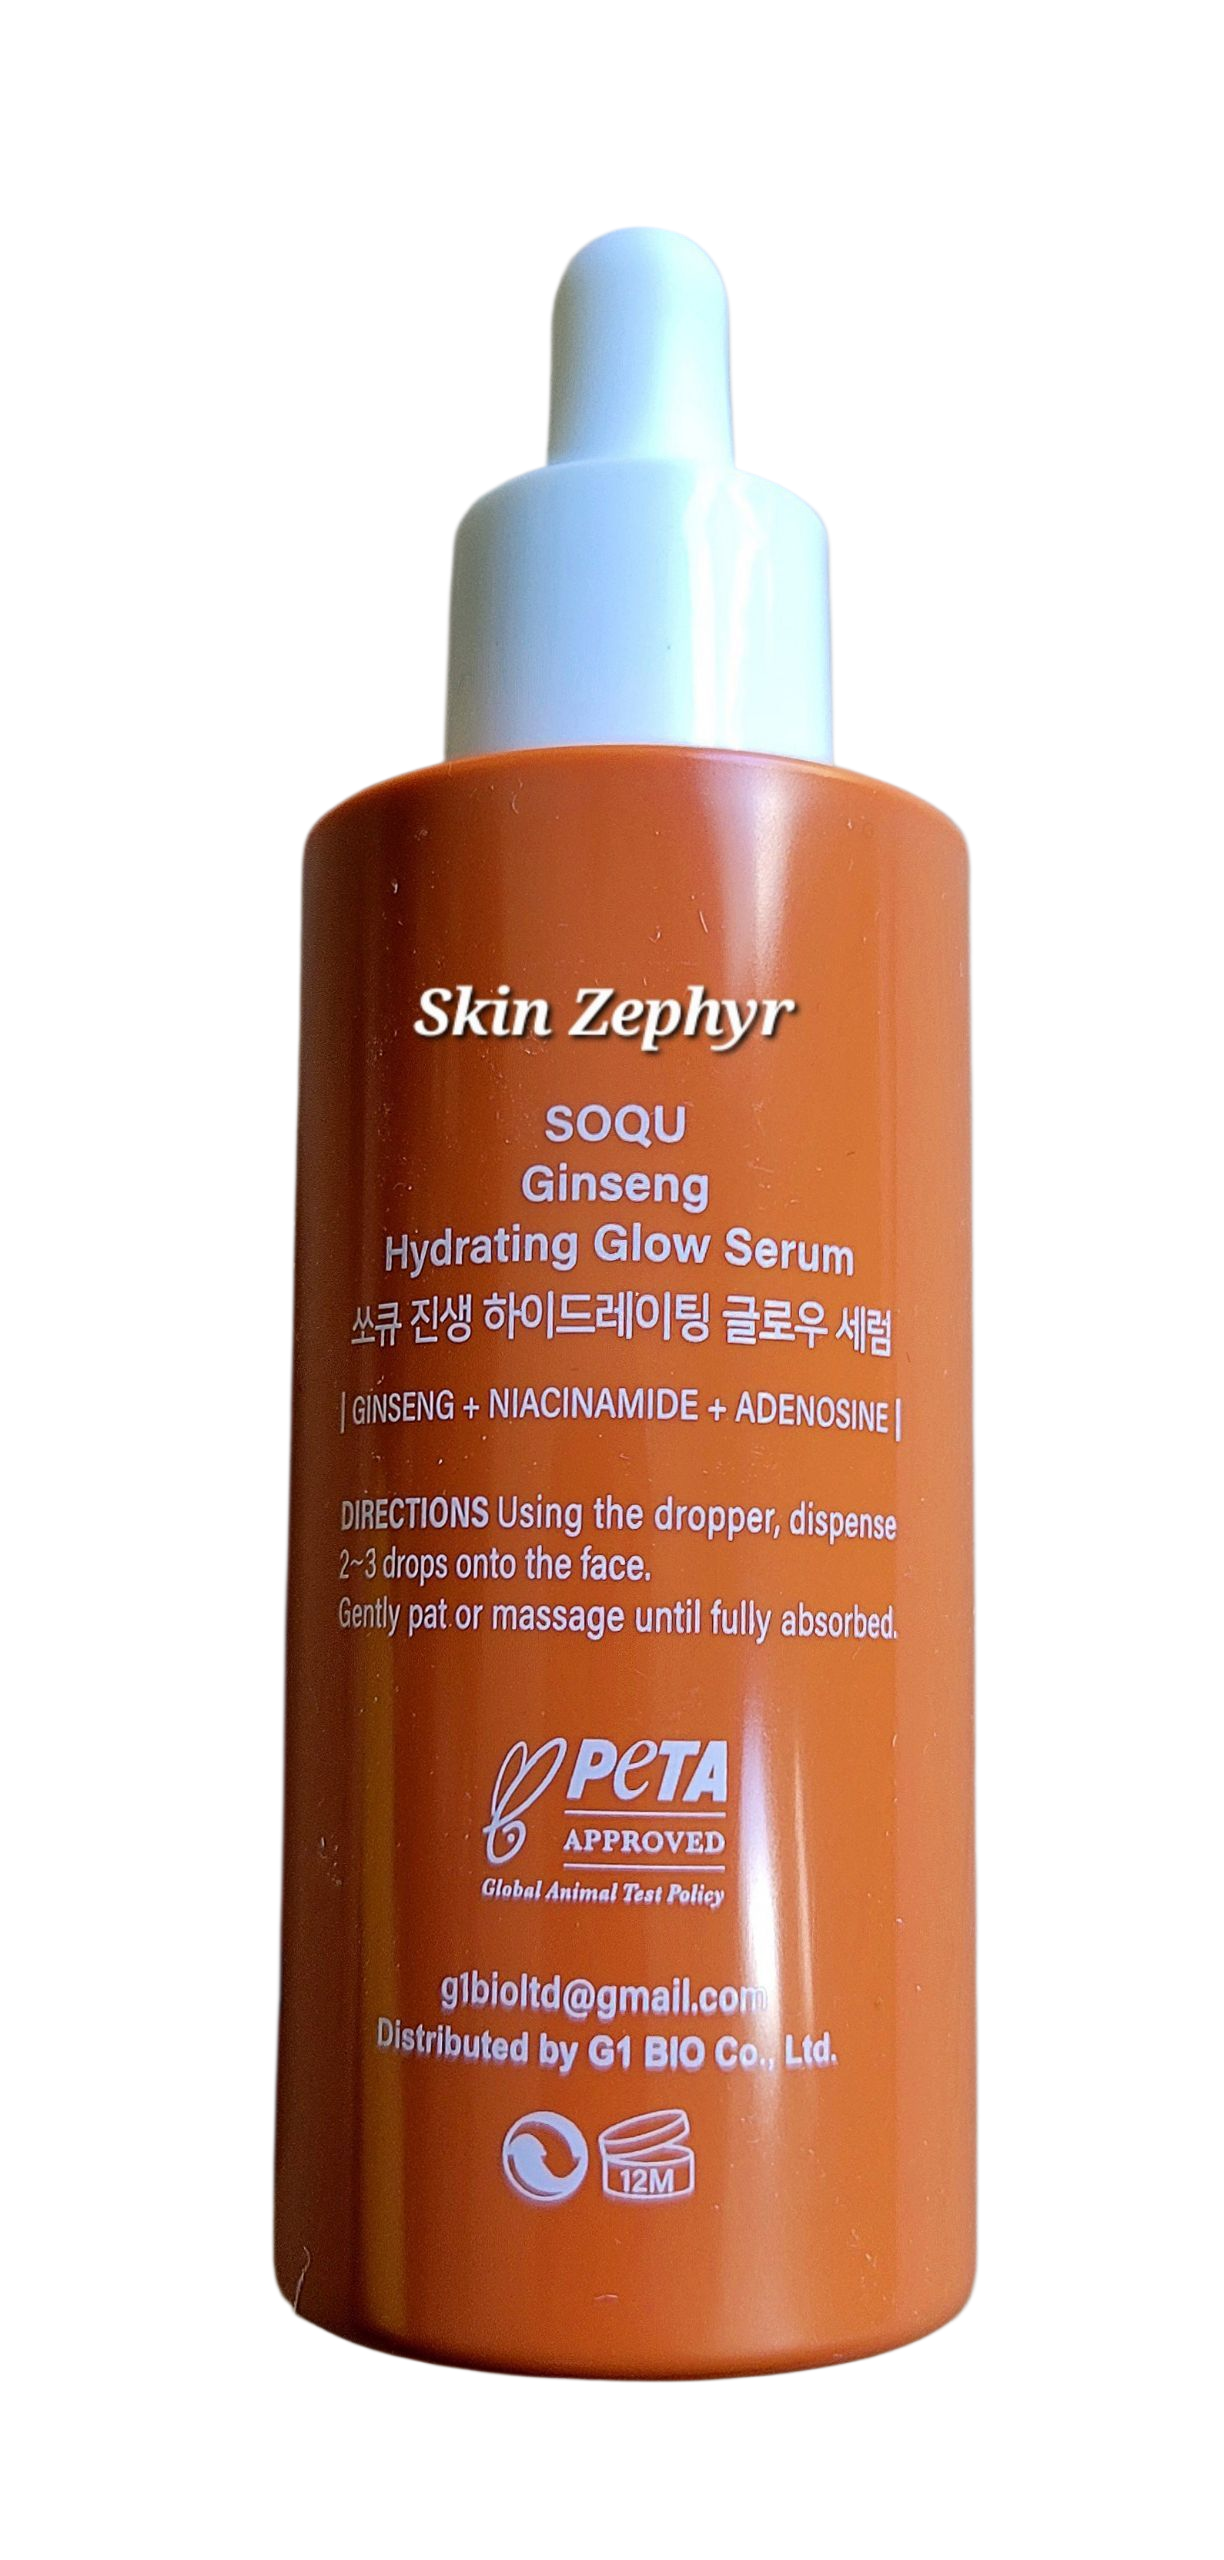 Skin Zephyr
SOQU
Ginseng
Hydrating Glow Serum
쏘큐 진생 하이드레이팅 글로우 세럼
| GINSENG + NIACINAMIDE + ADENOSINE |
DIRECTIONS Using the dropper, dispense
2~3 drops onto the face.
Gently pat or massage until fully absorbed.
PeTA
APPROVED
Global Animal Test Policy
g1bioltd@gmail.com
Distributed by G1 BIO Co., Ltd.
12M